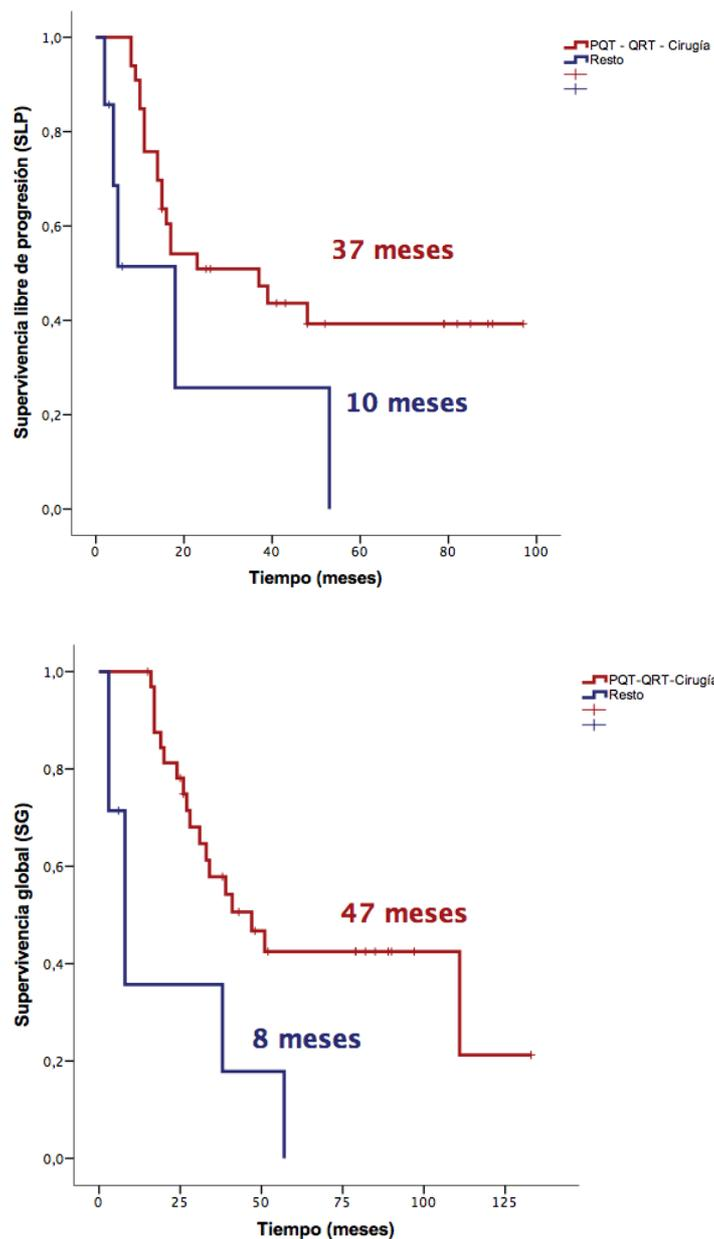 Supervivencia libre de progresión (SLP)
1,0
0,8
0,6
0,4
0,2
0,0
PQT - QRT - Cirugía
Resto
37 meses
10 meses
0 20 40 60 80 100
Tiempo (meses)
Supervivencia global (SG)
1,0
0,8
0,6
0,4
0,2
0,0
PQT-QRT-Cirugía
Resto
47 meses
8 meses
0 25 50 75 100 125
Tiempo (meses)